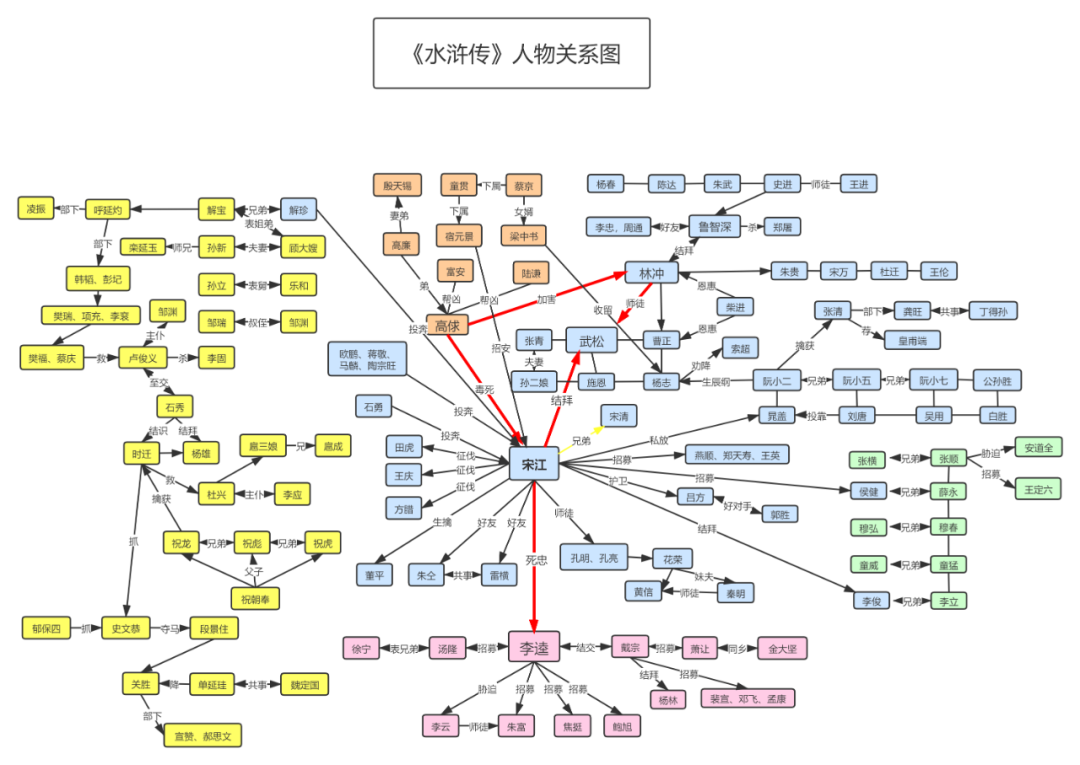 《水浒传》人物关系图
殷天锡
童贯
下属
蔡京
杨春
陈达
朱武
史进
师徒
王进
凌振
部下
呼延灼
解宝
兄弟
解珍
妻弟
下属
女婿
表姐弟
李忠、周通
好友
鲁智深
杀
郑屠
宿元景
梁中书
高廉
栾廷玉
师兄
孙新
夫妻
顾大嫂
部下
结拜
富安
陆谦
林冲
朱贵
宋万
杜迁
王伦
韩韬、彭玘
孙立
表舅
乐和
弟
帮凶
帮凶
加害
恩惠
师徒
收留
柴进
张清
部下
龚旺
共事
丁得孙
樊瑞、项充、李衮
邹渊
邹瑞
叔侄
邹渊
高俅
投奔
恩惠
荐
主仆
招安
张青
武松
曹正
索超
擒获
皇甫端
樊福、蔡庆
救
卢俊义
杀
李固
欧鹏、蒋敬、
马麟、陶宗旺
夫妻
劝降
至交
毒死
孙二娘
施恩
杨志
生辰纲
阮小二
兄弟
阮小五
兄弟
阮小七
公孙胜
石秀
石勇
投奔
结拜
宋清
晁盖
投靠
刘唐
吴用
白胜
结识
结拜
投奔
兄弟
私放
时迁
杨雄
扈三娘
兄
扈成
田虎
征伐
宋江
招募
燕顺、郑天寿、王英
张横
兄弟
张顺
胁迫
安道全
王庆
征伐
招募
招募
救
杜兴
主仆
李应
方腊
征伐
护卫
吕方
好对手
郭胜
侯健
兄弟
薛永
王定六
擒获
生擒
好友
好友
师徒
结拜
穆弘
兄弟
穆春
抓
祝龙
兄弟
祝彪
兄弟
祝虎
父子
死忠
孔明、孔亮
花荣
童威
兄弟
童猛
董平
朱仝
共事
雷横
妹夫
祝朝奉
黄信
师徒
秦明
李俊
兄弟
李立
郁保四
抓
史文恭
夺马
段景住
徐宁
表兄弟
汤隆
招募
李逵
结交
戴宗
招募
萧让
同乡
金大坚
关胜
降
单廷珪
共事
魏定国
胁迫
招募
招募
招募
结拜
招募
杨林
裴宣、邓飞、孟康
部下
李云
师徒
朱富
焦挺
鲍旭
宣赞、郝思文